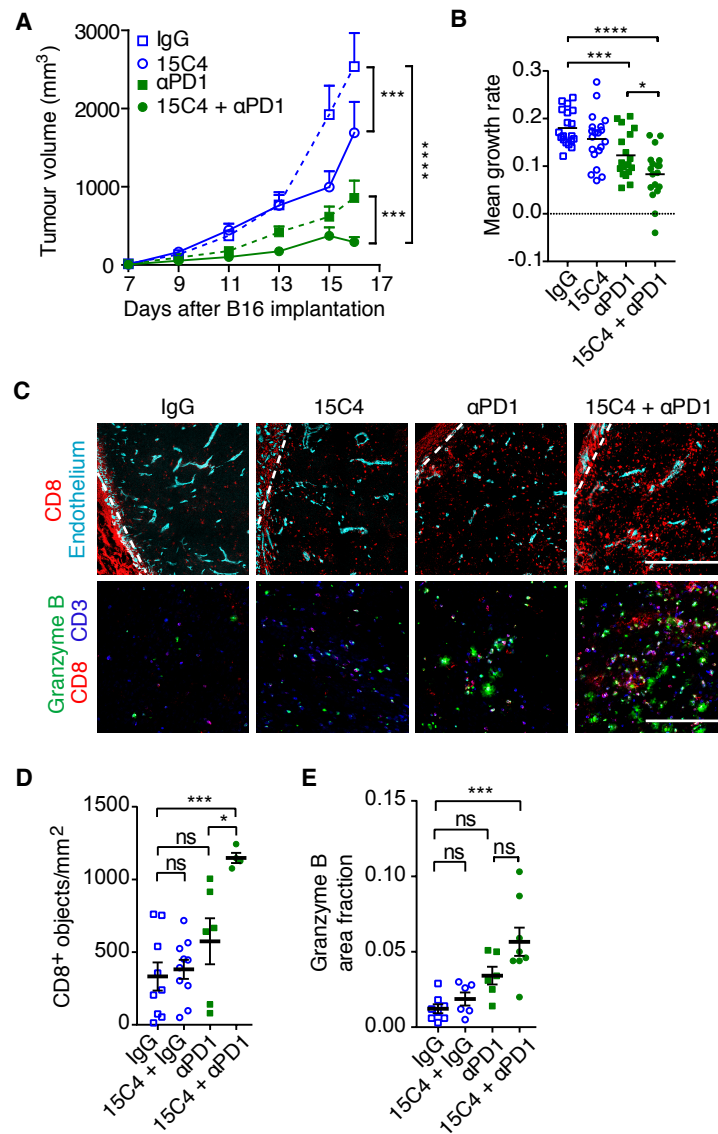 A
Tumour volume (mm³)
3000
2000
1000
0
7 9 11 13 15 17
Days after B16 implantation
IgG
15C4
αPD1
15C4 + αPD1
***
***
****
B
Mean growth rate
0.3
0.2
0.1
0.0
-0.1
****
***
*
IgG
15C4
αPD1
15C4 + αPD1
C
IgG 15C4 αPD1 15C4 + αPD1
CD8
Endothelium
Granzyme B
CD8 CD3
D
CD8⁺ objects/mm²
1500
1000
500
0
***
ns
*
ns
IgG
15C4 + IgG
αPD1
15C4 + αPD1
E
Granzyme B
area fraction
0.15
0.10
0.05
0.00
***
ns
ns
ns
IgG
15C4 + IgG
αPD1
15C4 + αPD1